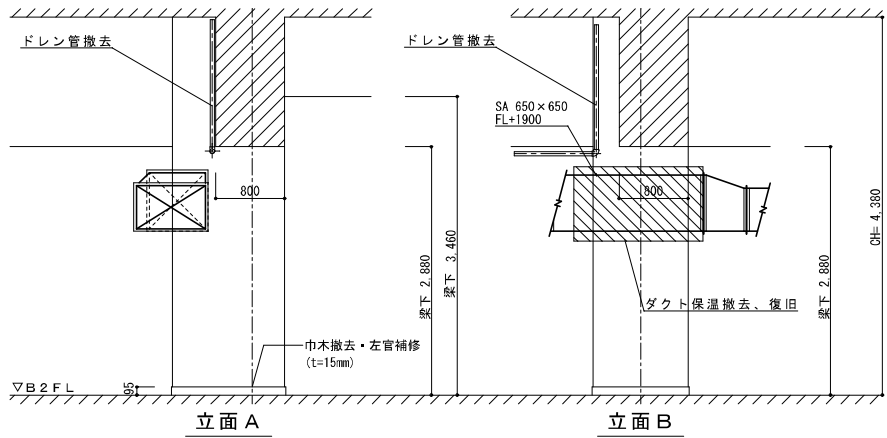 ドレン管撤去
800
梁下 2,880
梁下 3,460
巾木撤去・左官補修
(t=15mm)
▽B2FL
95
立面A
ドレン管撤去
SA 650×650
FL+1900
800
ダクト保温撤去、復旧
梁下 2,880
CH= 4,380
立面B